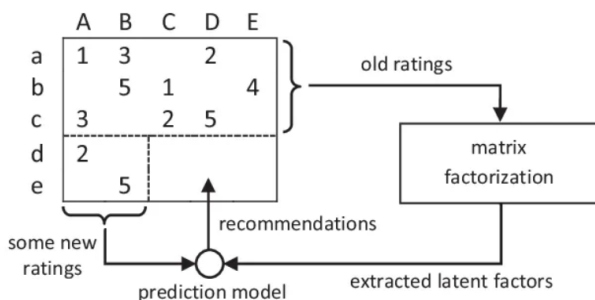 A B C D E
a 1 3 2
b 5 1 4
c 3 2 5
d 2
e 5
old ratings
matrix
factorization
recommendations
some new
ratings
prediction model
extracted latent factors